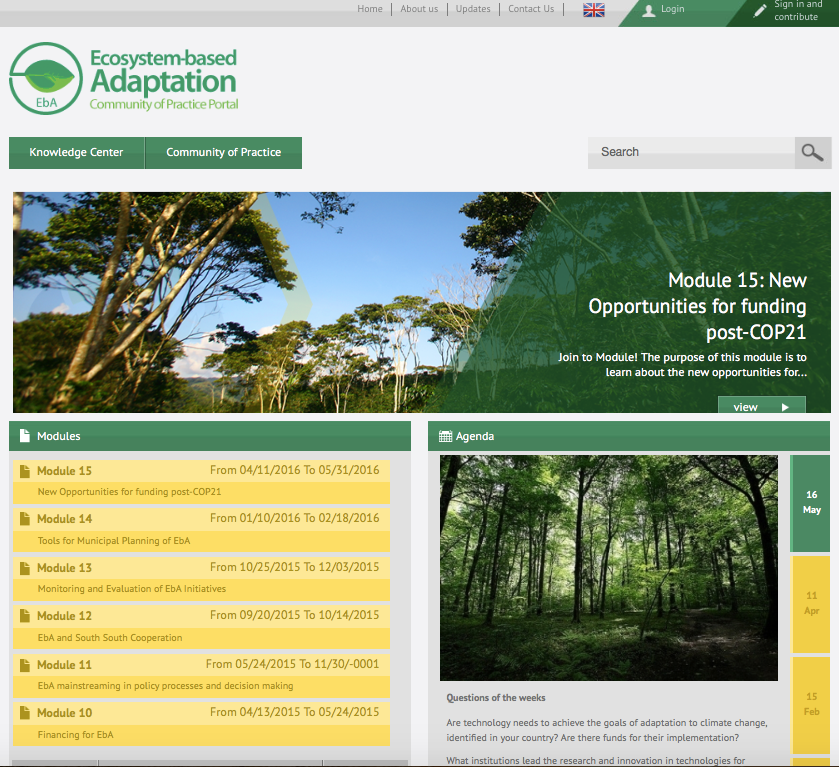 Home | About us | Updates | Contact Us |
Login
Sign in and
contribute
Ecosystem-based
Adaptation
Community of Practice Portal
EbA
Knowledge Center
Community of Practice
Search
Module 15: New
Opportunities for funding
post-COP21
Join to Module! The purpose of this module is to
learn about the new opportunities for...
view
Modules
Module 15 From 04/11/2016 To 05/31/2016
New Opportunities for funding post-COP21
Module 14 From 01/10/2016 To 02/18/2016
Tools for Municipal Planning of EbA
Module 13 From 10/25/2015 To 12/03/2015
Monitoring and Evaluation of EbA Initiatives
Module 12 From 09/20/2015 To 10/14/2015
EbA and South South Cooperation
Module 11 From 05/24/2015 To 11/30/-0001
EbA mainstreaming in policy processes and decision making
Module 10 From 04/13/2015 To 05/24/2015
Financing for EbA
Agenda
16
May
11
Apr
15
Feb
Questions of the weeks
Are technology needs to achieve the goals of adaptation to climate change,
identified in your country? Are there funds for their implementation?
What institutions lead the research and innovation in technologies for